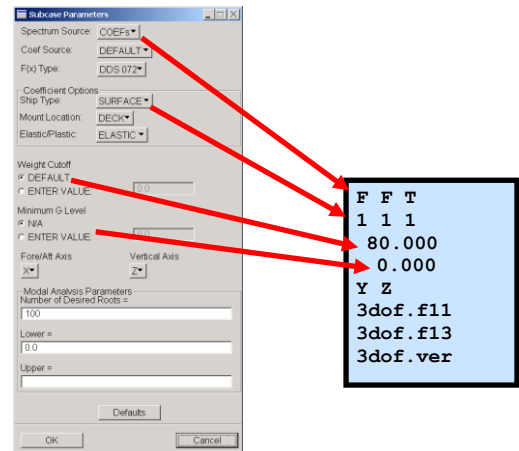 Subcase Parameters
Spectrum Source: COEFs
Coef Source: DEFAULT
F(x) Type: DDS 072
Coefficient Options
Ship Type: SURFACE
Mount Location: DECK
Elastic/Plastic: ELASTIC
Weight Cutoff
DEFAULT
ENTER VALUE: 0.0
Minimum G Level
N/A
ENTER VALUE: 0.0
Fore/Aft Axis Vertical Axis
X Z
Modal Analysis Parameters
Number of Desired Roots =
100
Lower =
0.0
Upper =
Defaults
OK Cancel
F F T
1 1 1
80.000
0.000
Y Z
3dof.f11
3dof.f13
3dof.ver